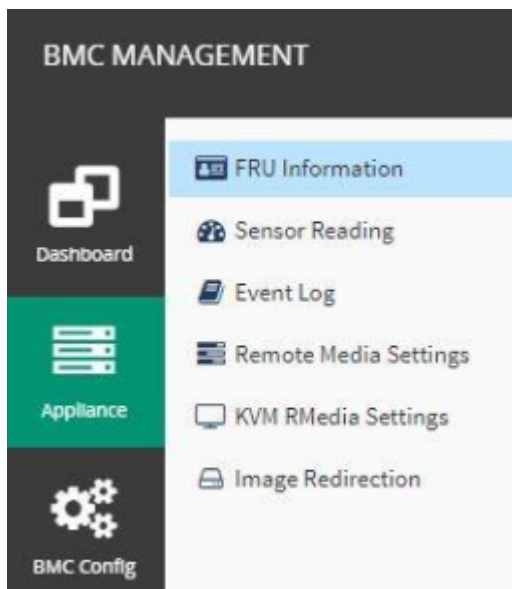 BMC MANAGEMENT
Dashboard
Appliance
BMC Config
FRU Information
Sensor Reading
Event Log
Remote Media Settings
KVM RMedia Settings
Image Redirection